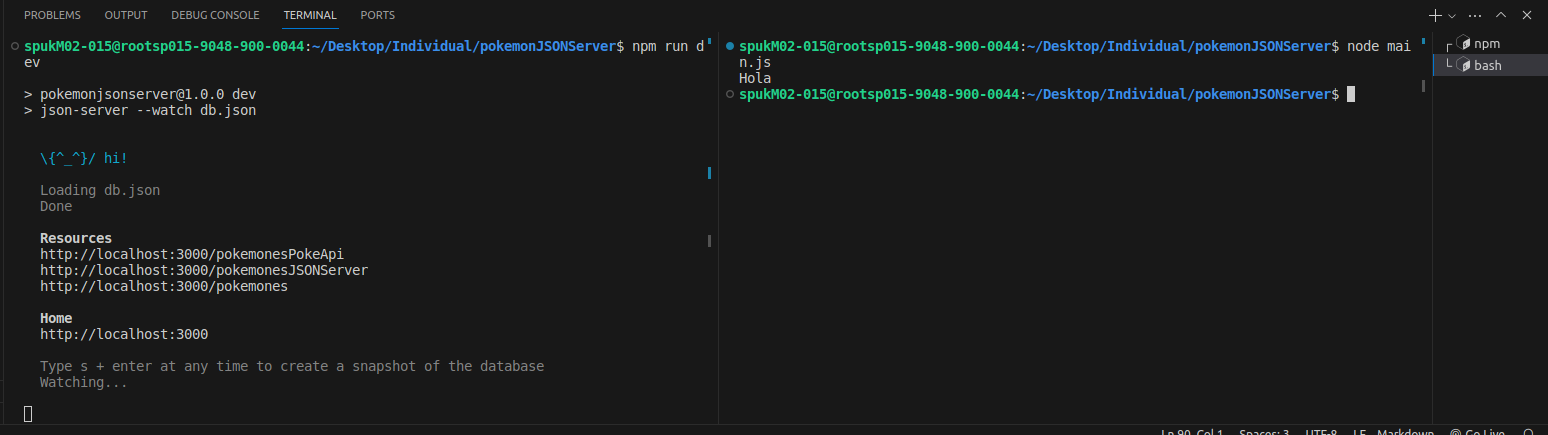 PROBLEMS OUTPUT DEBUG CONSOLE TERMINAL PORTS
spukM02-015@rootsp015-9048-900-0044:~/Desktop/Individual/pokemonJSONServer$ npm run d
ev
> pokemonjsonserver@1.0.0 dev
> json-server --watch db.json
\{^_^}/ hi!
Loading db.json
Done
Resources
http://localhost:3000/pokemonesPokeApi
http://localhost:3000/pokemonesJSONServer
http://localhost:3000/pokemones
Home
http://localhost:3000
Type s + enter at any time to create a snapshot of the database
Watching...
spukM02-015@rootsp015-9048-900-0044:~/Desktop/Individual/pokemonJSONServer$ node mai
n.js
Hola
spukM02-015@rootsp015-9048-900-0044:~/Desktop/Individual/pokemonJSONServer$
npm
bash
Ln 90, Col 1 Spaces: 3 UTF-8 LF Markdown Go Live